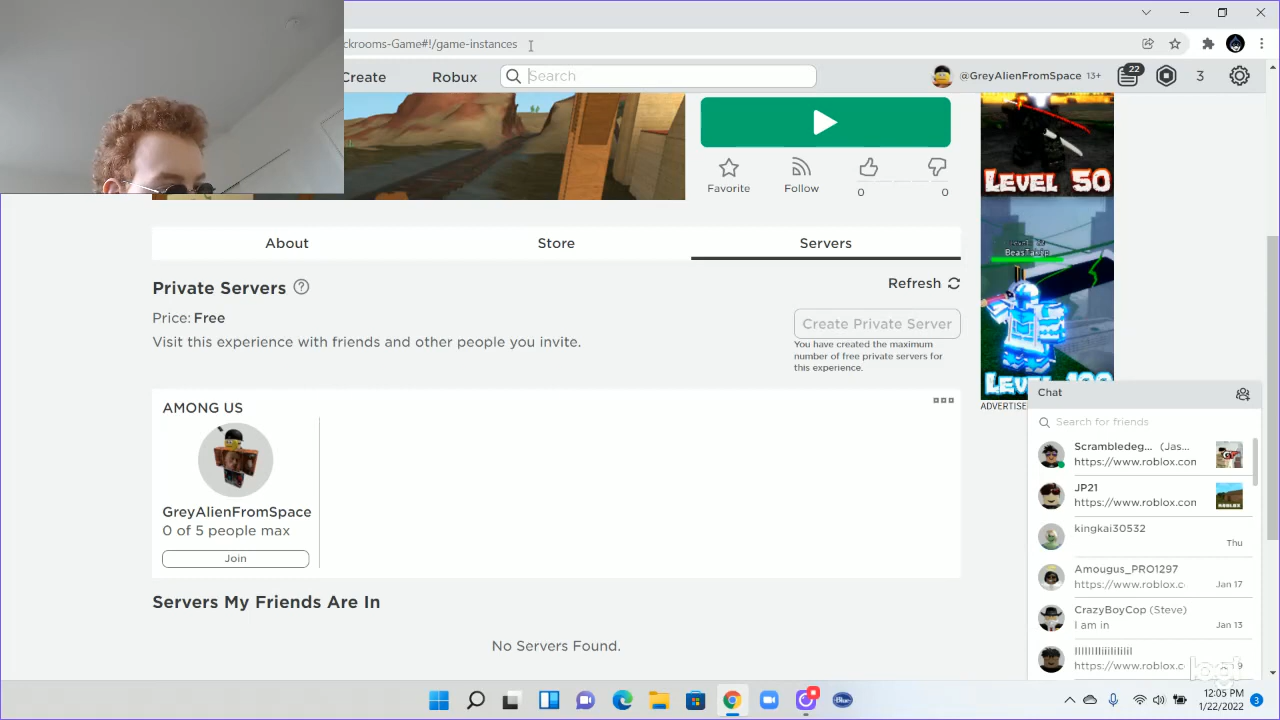 ckrooms-Game#!/game-instances
Create
Robux
Search
@GreyAlienFromSpace 13+
22
3
Favorite
Follow
0
0
LEVEL 50
BeasTamjp
LEVEL 100
ADVERTISE
About
Store
Servers
Private Servers
Refresh
Price: Free
Visit this experience with friends and other people you invite.
Create Private Server
You have created the maximum
number of free private servers for
this experience.
AMONG US
GreyAlienFromSpace
0 of 5 people max
Join
Servers My Friends Are In
No Servers Found.
Chat
Search for friends
Scrambledeg... (Jas...
https://www.roblox.con
JP21
https://www.roblox.con
ROBLOX
kingkai30532
Thu
Amougus_PRO1297
https://www.roblox.c
Jan 17
CrazyBoyCop (Steve)
I am in
Jan 13
https://www.roblox.c
Blue
12:05 PM
1/22/2022
3